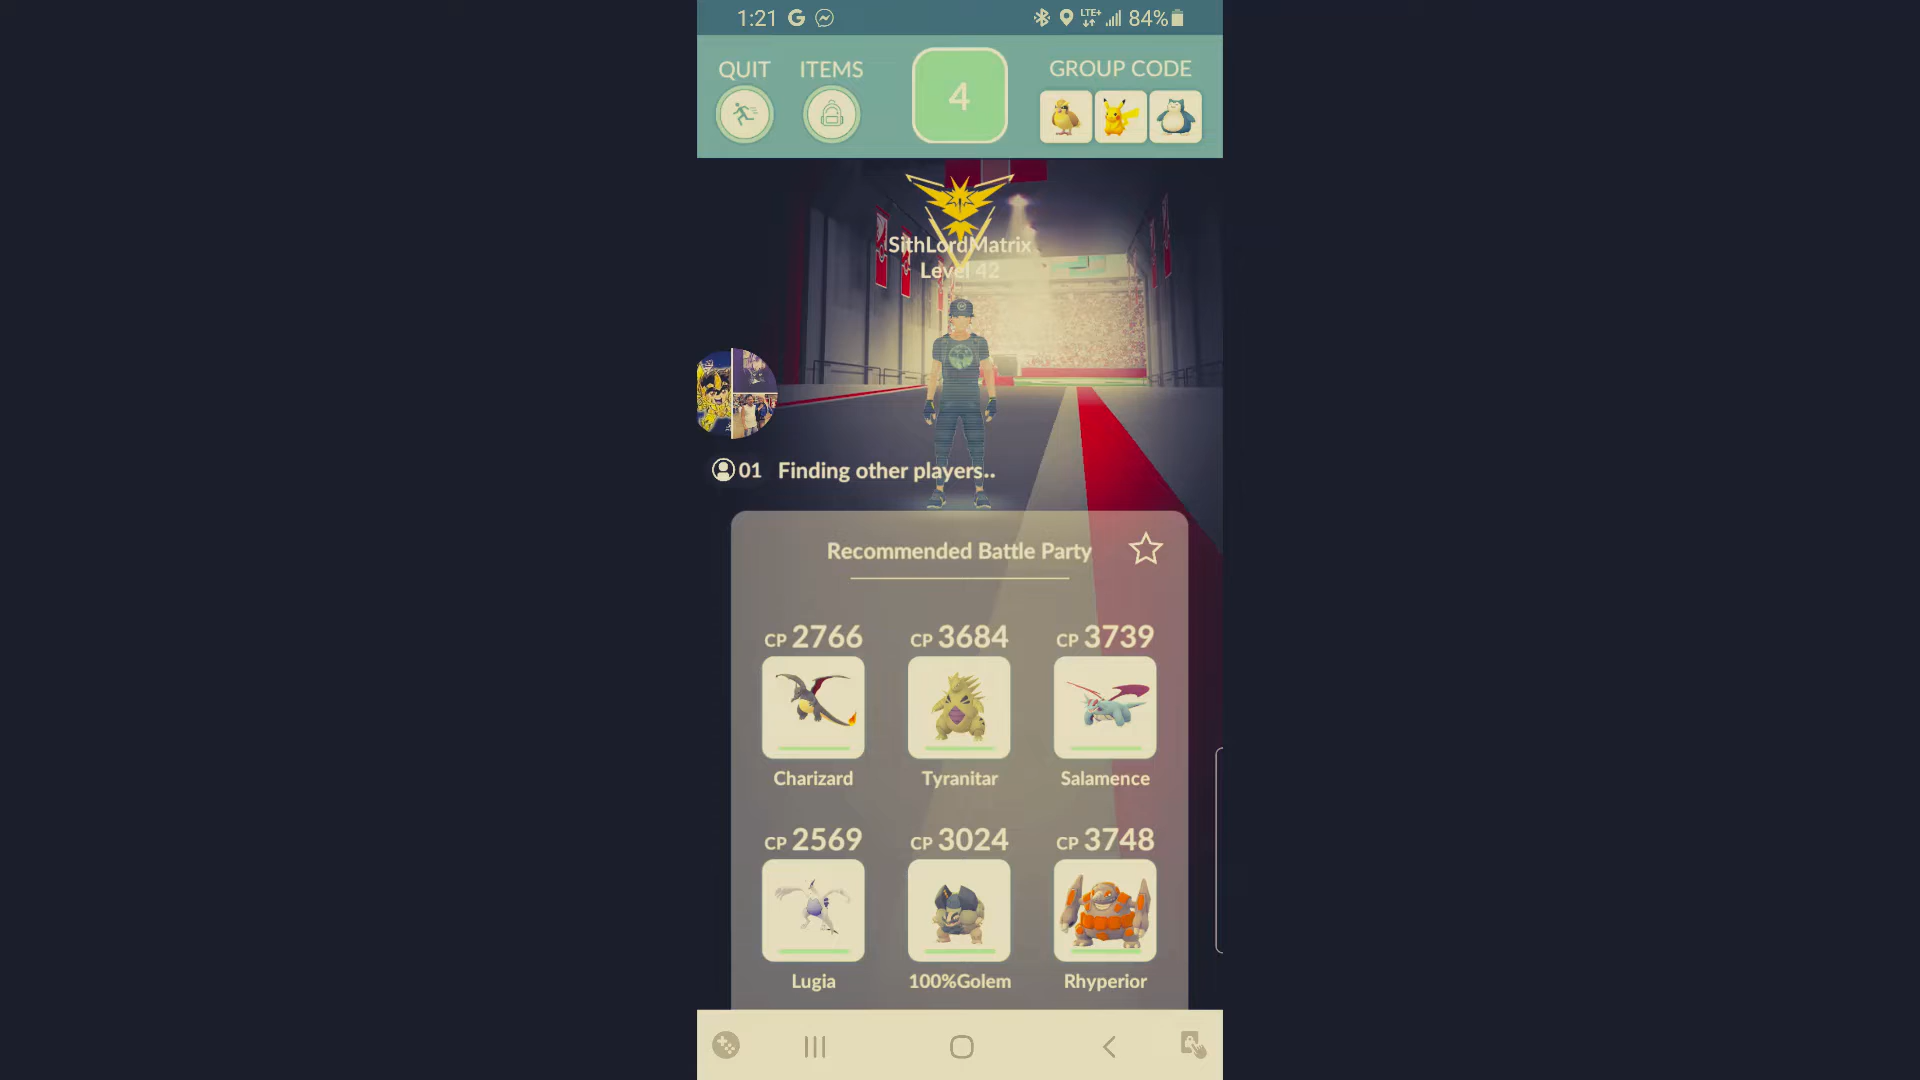 1:21
LTE+
84%
QUIT
ITEMS
4
GROUP CODE
SithLordMatrix
Level 42
01
Finding other players..
Recommended Battle Party
CP 2766
CP 3684
CP 3739
Charizard
Tyranitar
Salamence
CP 2569
CP 3024
CP 3748
Lugia
100%Golem
Rhyperior